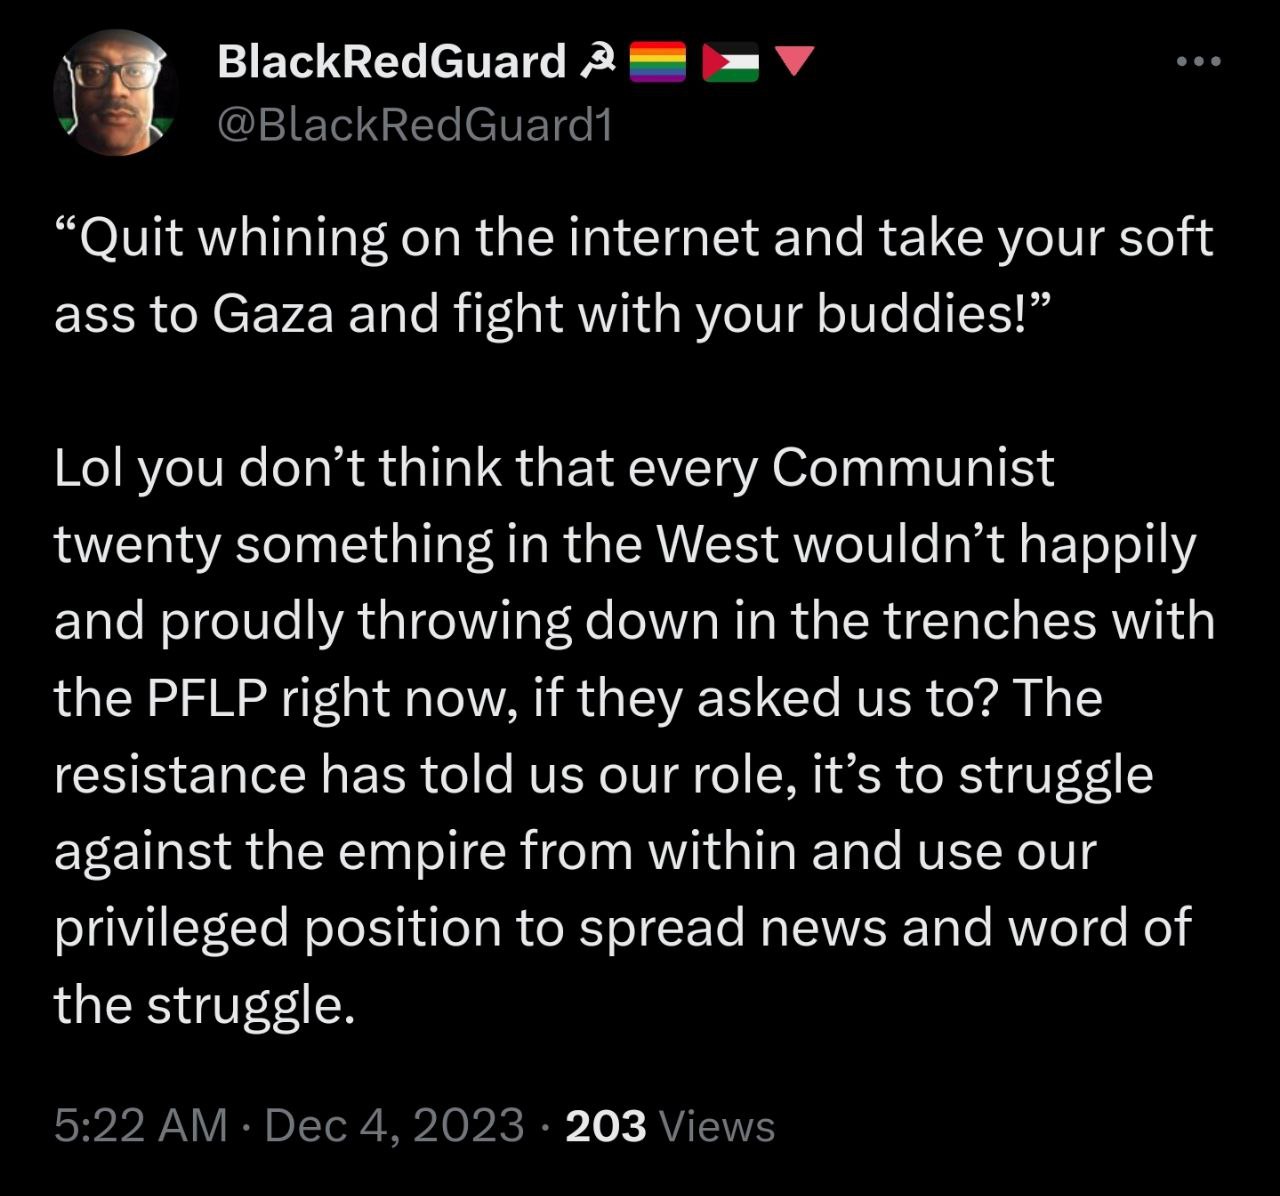 BlackRedGuard ☭ 🏳️‍🌈 🇵🇸 🔻
@BlackRedGuard1
“Quit whining on the internet and take your soft
ass to Gaza and fight with your buddies!”
Lol you don’t think that every Communist
twenty something in the West wouldn’t happily
and proudly throwing down in the trenches with
the PFLP right now, if they asked us to? The
resistance has told us our role, it’s to struggle
against the empire from within and use our
privileged position to spread news and word of
the struggle.
5:22 AM · Dec 4, 2023 · 203 Views